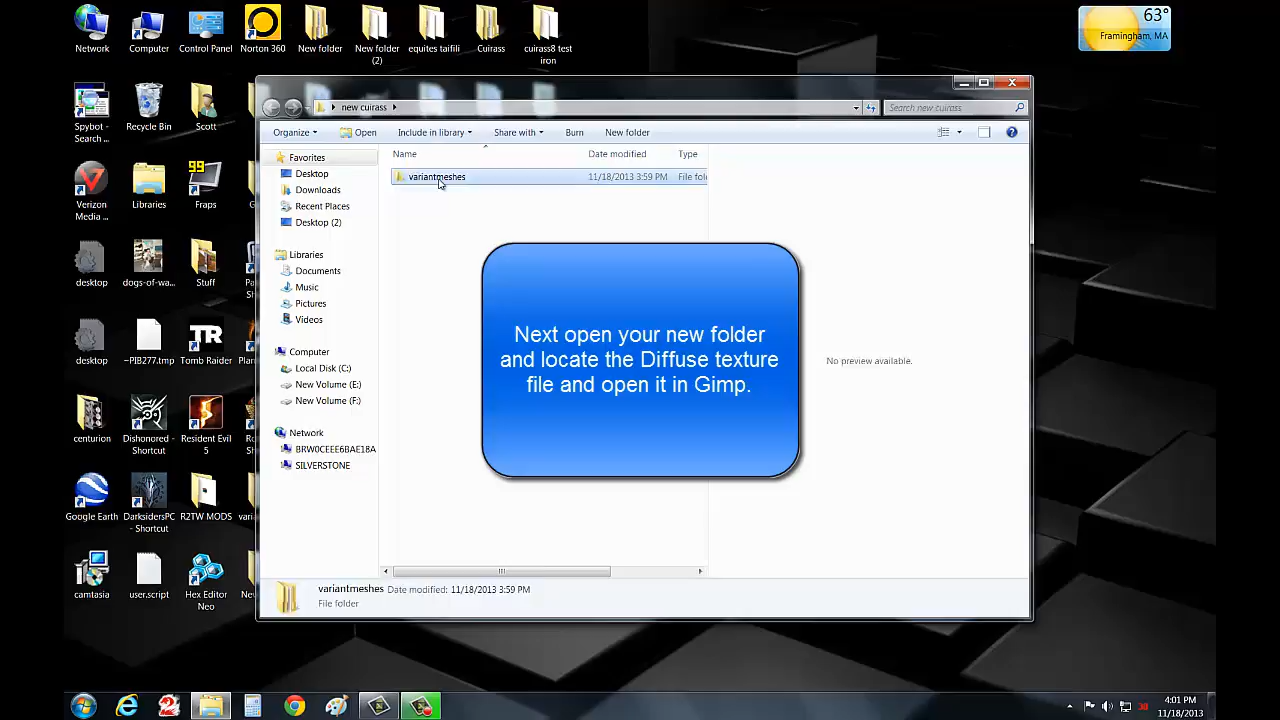 63°
Framingham, MA
Network
Computer
Control Panel
Norton 360
New folder
New folder
(2)
equites taifili
Cuirass
cuirass8 test
iron
Spybot -
Search ...
Recycle Bin
Scott
Verizon
Media ...
Libraries
99
Fraps
desktop
dogs-of-wa...
Stuff
desktop
~PIB277.tmp
TR
Tomb Raider
centurion
Dishonored -
Shortcut
Resident Evil
5
Google Earth
DarksidersPC
- Shortcut
R2TW MODS
camtasia
user.script
Hex Editor
Neo
new cuirass
Search new cuirass
Organize
Open
Include in library
Share with
Burn
New folder
Favorites
Desktop
Downloads
Recent Places
Desktop (2)
Libraries
Documents
Music
Pictures
Videos
Computer
Local Disk (C:)
New Volume (E:)
New Volume (F:)
Network
BRW0CEEE6BAE18A
SILVERSTONE
Name
Date modified
Type
variantmeshes
11/18/2013 3:59 PM
File fol
Next open your new folder
and locate the Diffuse texture
file and open it in Gimp.
No preview available.
variantmeshes Date modified: 11/18/2013 3:59 PM
File folder
4:01 PM
11/18/2013